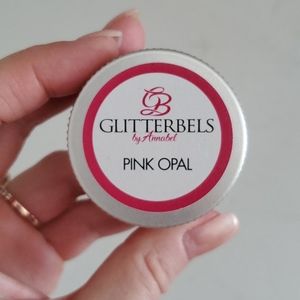 GB
GLITTERBELS
by Annabel
PINK OPAL